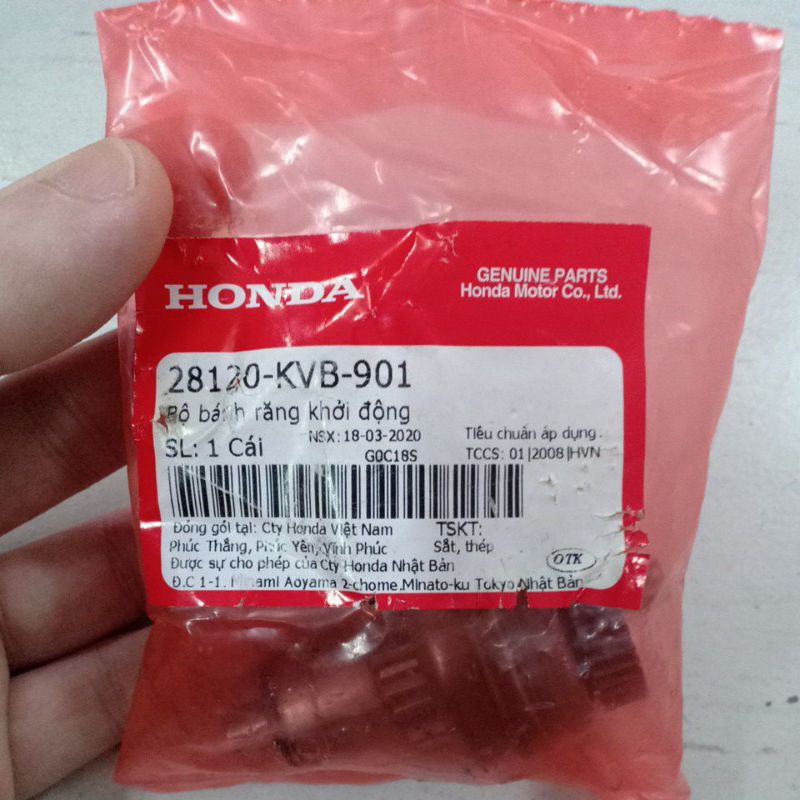 HONDA
GENUINE PARTS
Honda Motor Co., Ltd.
28120-KVB-901
Bộ bánh răng khởi động
SL: 1 Cái
NSX: 18-03-2020
G0C18S
Tiêu chuẩn áp dụng:
TCCS: 01|2008|HVN
Đóng gói tại: Cty Honda Việt Nam
Phúc Thắng, Phúc Yên, Vĩnh Phúc
TSKT:
Sắt, thép
Được sự cho phép của Cty Honda Nhật Bản
Đ.C 1-1. Minami Aoyama 2-chome.Minato-ku Tokyo Nhật Bản
OTK